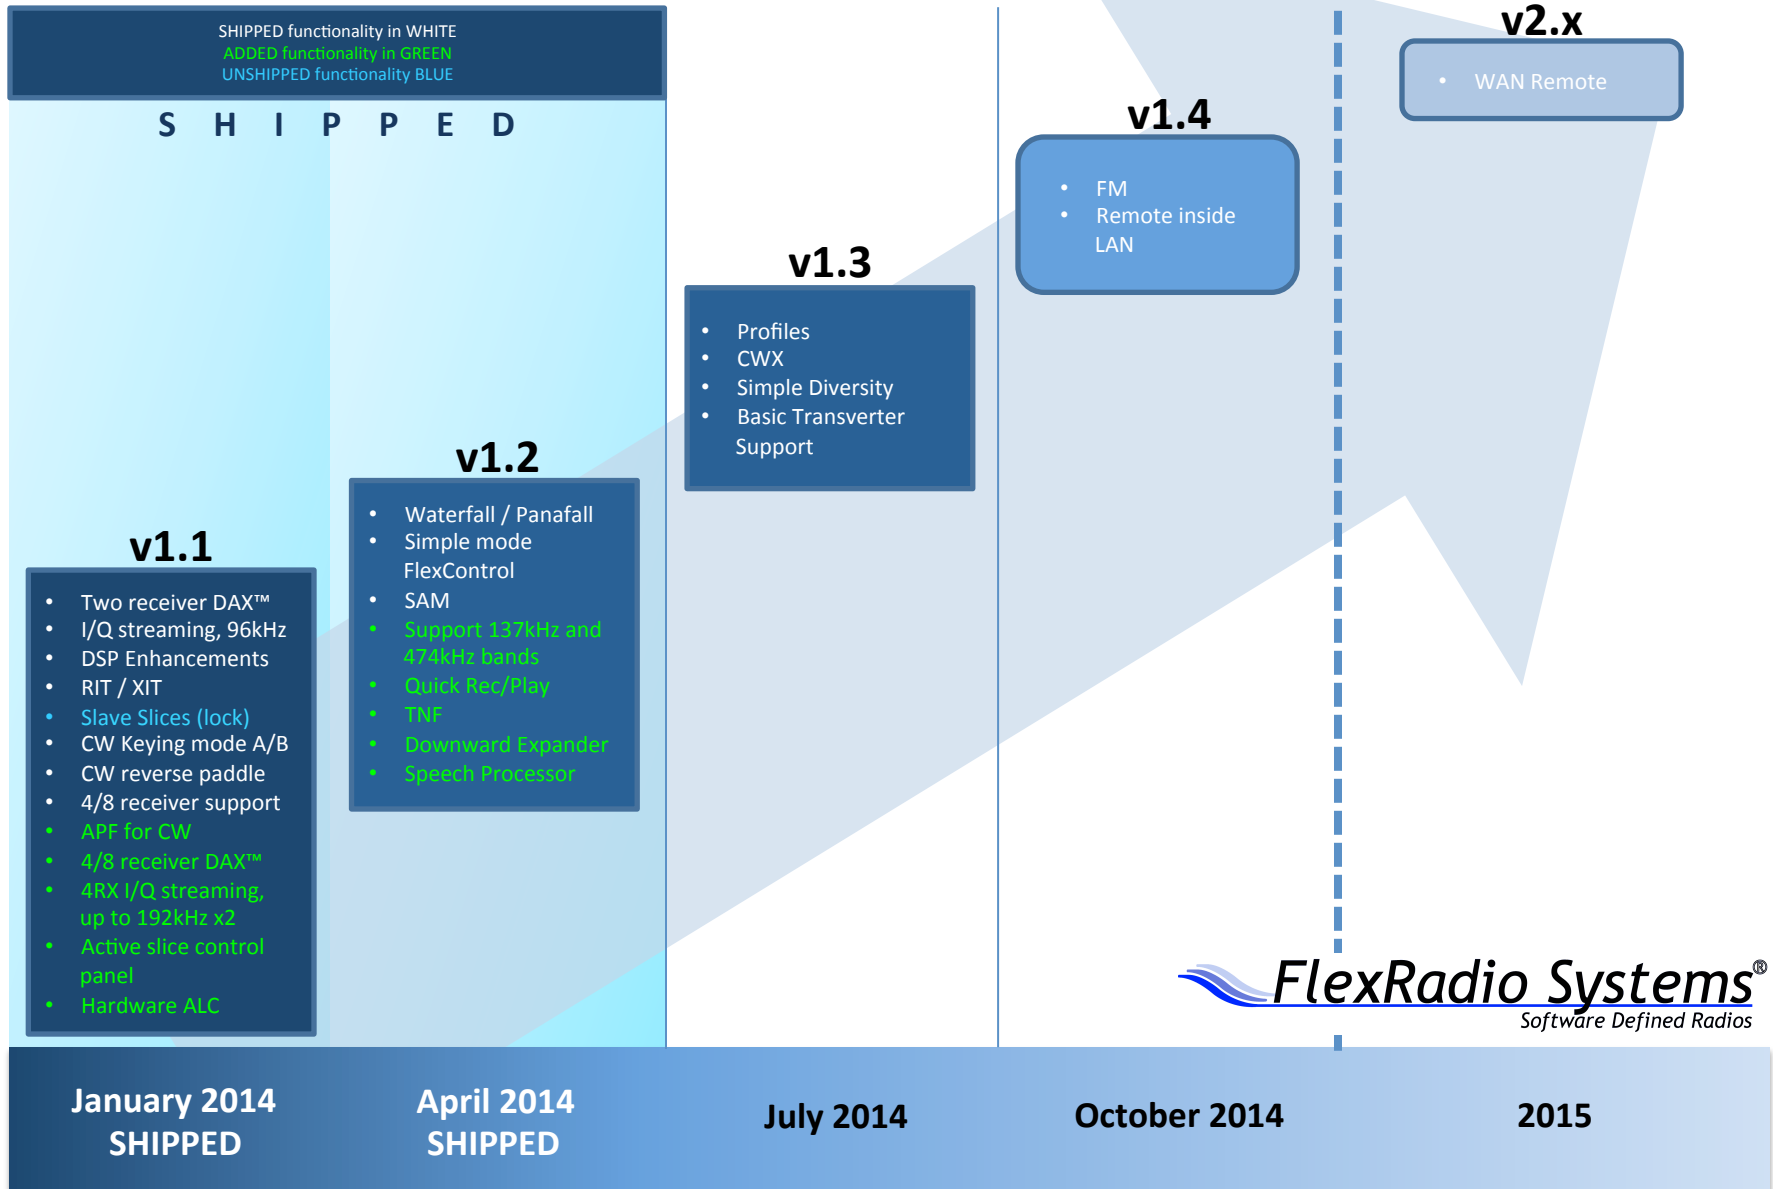 SHIPPED functionality in WHITE
ADDED functionality in GREEN
UNSHIPPED functionality BLUE
S H I P P E D
v1.1
• Two receiver DAX™
• I/Q streaming, 96kHz
• DSP Enhancements
• RIT / XIT
• Slave Slices (lock)
• CW Keying mode A/B
• CW reverse paddle
• 4/8 receiver support
• APF for CW
• 4/8 receiver DAX™
• 4RX I/Q streaming,
up to 192kHz x2
• Active slice control
panel
• Hardware ALC
v1.2
• Waterfall / Panafall
• Simple mode
FlexControl
• SAM
• Support 137kHz and
474kHz bands
• Quick Rec/Play
• TNF
• Downward Expander
• Speech Processor
v1.3
• Profiles
• CWX
• Simple Diversity
• Basic Transverter
Support
v1.4
• FM
• Remote inside
LAN
v2.x
• WAN Remote
FlexRadio Systems®
Software Defined Radios
January 2014
SHIPPED
April 2014
SHIPPED
July 2014
October 2014
2015